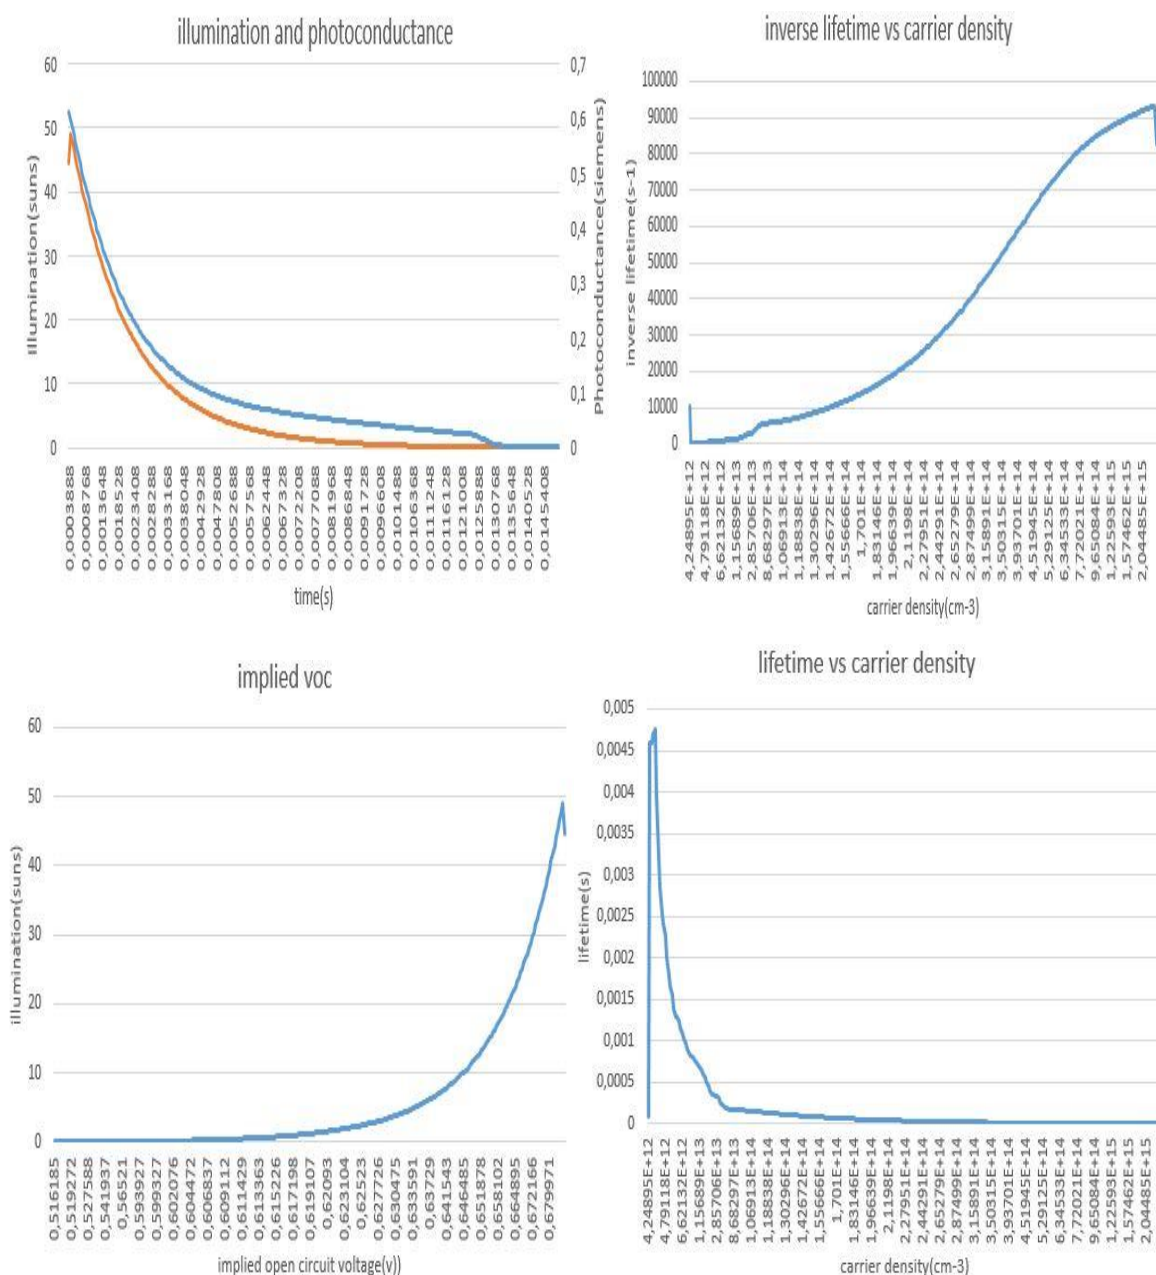 illumination and photoconductance
60
50
40
30
20
10
0
Illumination(suns)
0,7
0,6
0,5
0,4
0,3
0,2
0,1
0
Photoconductance(siemens)
0,0003888
0,0008768
0,0013648
0,0018528
0,0023408
0,0028288
0,0033168
0,0038048
0,0042928
0,0047808
0,0052688
0,0057568
0,0062448
0,0067328
0,0072208
0,0077088
0,0081968
0,0086848
0,0091728
0,0096608
0,0101488
0,0106368
0,0111248
0,0116128
0,0121008
0,0125888
0,0130768
0,0135648
0,0140528
0,0145408
time(s)
inverse lifetime vs carrier density
100000
90000
80000
70000
60000
50000
40000
30000
20000
10000
0
inverse lifetime(s-1)
4,24895E+12
4,79118E+12
6,62132E+12
1,15689E+13
2,85706E+13
8,68297E+13
1,06913E+14
1,18838E+14
1,30296E+14
1,42672E+14
1,55666E+14
1,701E+14
1,83146E+14
1,96639E+14
2,1198E+14
2,27951E+14
2,44291E+14
2,65279E+14
2,87499E+14
3,15891E+14
3,50315E+14
3,93701E+14
4,51945E+14
5,29125E+14
6,34533E+14
7,72021E+14
9,65084E+14
1,22593E+15
1,57462E+15
2,04485E+15
carrier density(cm-3)
implied voc
60
50
40
30
20
10
0
illumination(suns)
0,516185
0,519272
0,527588
0,541937
0,56521
0,593927
0,599327
0,602076
0,604472
0,606837
0,609112
0,611429
0,613363
0,615226
0,617198
0,619107
0,62093
0,623104
0,62523
0,627726
0,630475
0,633591
0,63729
0,641543
0,646485
0,651878
0,658102
0,664895
0,672166
0,679971
implied open circuit voltage(v))
lifetime vs carrier density
0,005
0,0045
0,004
0,0035
0,003
0,0025
0,002
0,0015
0,001
0,0005
0
lifetime(s)
4,24895E+12
4,79118E+12
6,62132E+12
1,15689E+13
2,85706E+13
8,68297E+13
1,06913E+14
1,18838E+14
1,30296E+14
1,42672E+14
1,55666E+14
1,701E+14
1,83146E+14
1,96639E+14
2,1198E+14
2,27951E+14
2,44291E+14
2,65279E+14
2,87499E+14
3,15891E+14
3,50315E+14
3,93701E+14
4,51945E+14
5,29125E+14
6,34533E+14
7,72021E+14
9,65084E+14
1,22593E+15
1,57462E+15
2,04485E+15
carrier density(cm-3)